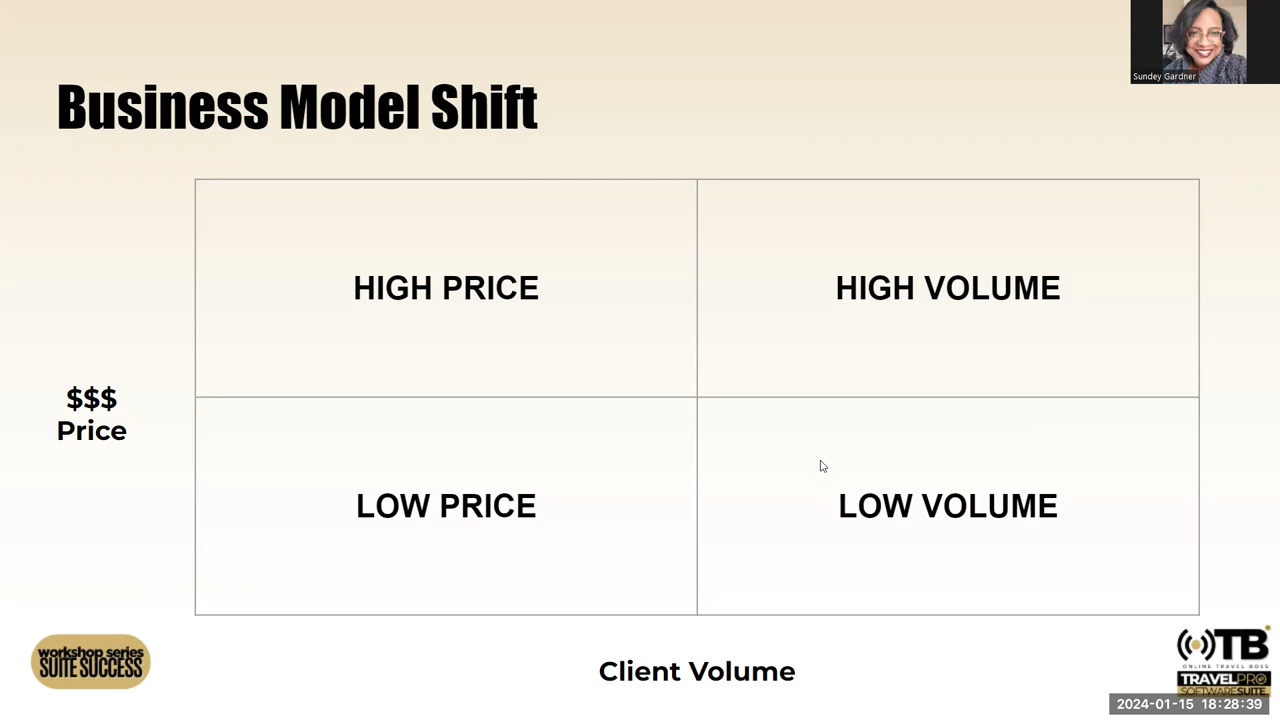 Sundey Gardner
Business Model Shift
HIGH PRICE
HIGH VOLUME
$$$
Price
LOW PRICE
LOW VOLUME
workshop series
SUITE SUCCESS
Client Volume
OTB
ONLINE TRAVEL BOSS
TRAVELPRO
SOFTWARE SUITE
2024-01-15 18:28:39